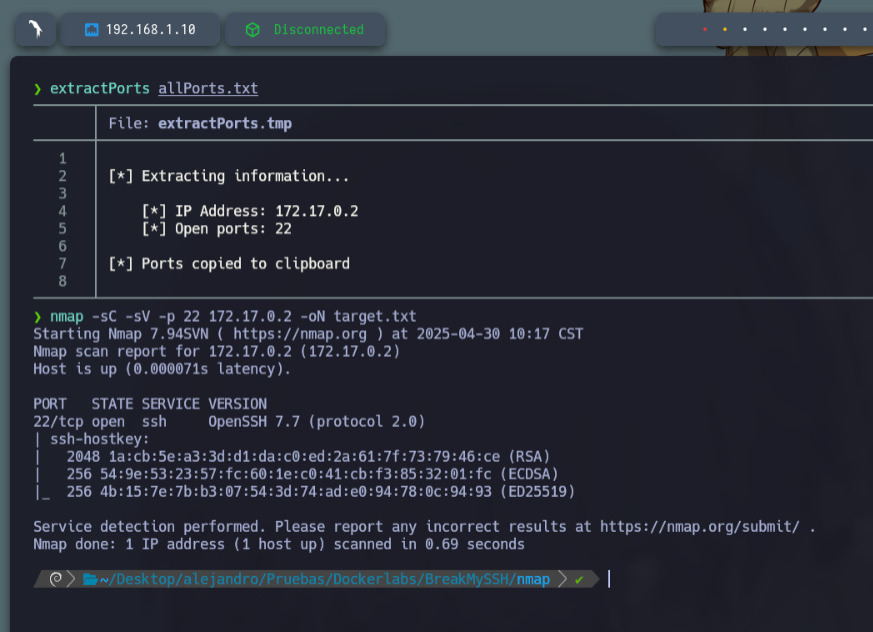 192.168.1.10
Disconnected
❯ extractPorts allPorts.txt
File: extractPorts.tmp
1
2 [*] Extracting information...
3
4 [*] IP Address: 172.17.0.2
5 [*] Open ports: 22
6
7 [*] Ports copied to clipboard
8
❯ nmap -sC -sV -p 22 172.17.0.2 -oN target.txt
Starting Nmap 7.94SVN ( https://nmap.org ) at 2025-04-30 10:17 CST
Nmap scan report for 172.17.0.2 (172.17.0.2)
Host is up (0.000071s latency).
PORT   STATE SERVICE VERSION
22/tcp open  ssh     OpenSSH 7.7 (protocol 2.0)
| ssh-hostkey:
|   2048 1a:cb:5e:a3:3d:d1:da:c0:ed:2a:61:7f:73:79:46:ce (RSA)
|   256 54:9e:53:23:57:fc:60:1e:c0:41:cb:f3:85:32:01:fc (ECDSA)
|_  256 4b:15:7e:7b:b3:07:54:3d:74:ad:e0:94:78:0c:94:93 (ED25519)
Service detection performed. Please report any incorrect results at https://nmap.org/submit/ .
Nmap done: 1 IP address (1 host up) scanned in 0.69 seconds
~/Desktop/alejandro/Pruebas/Dockerlabs/BreakMySSH/nmap ✔